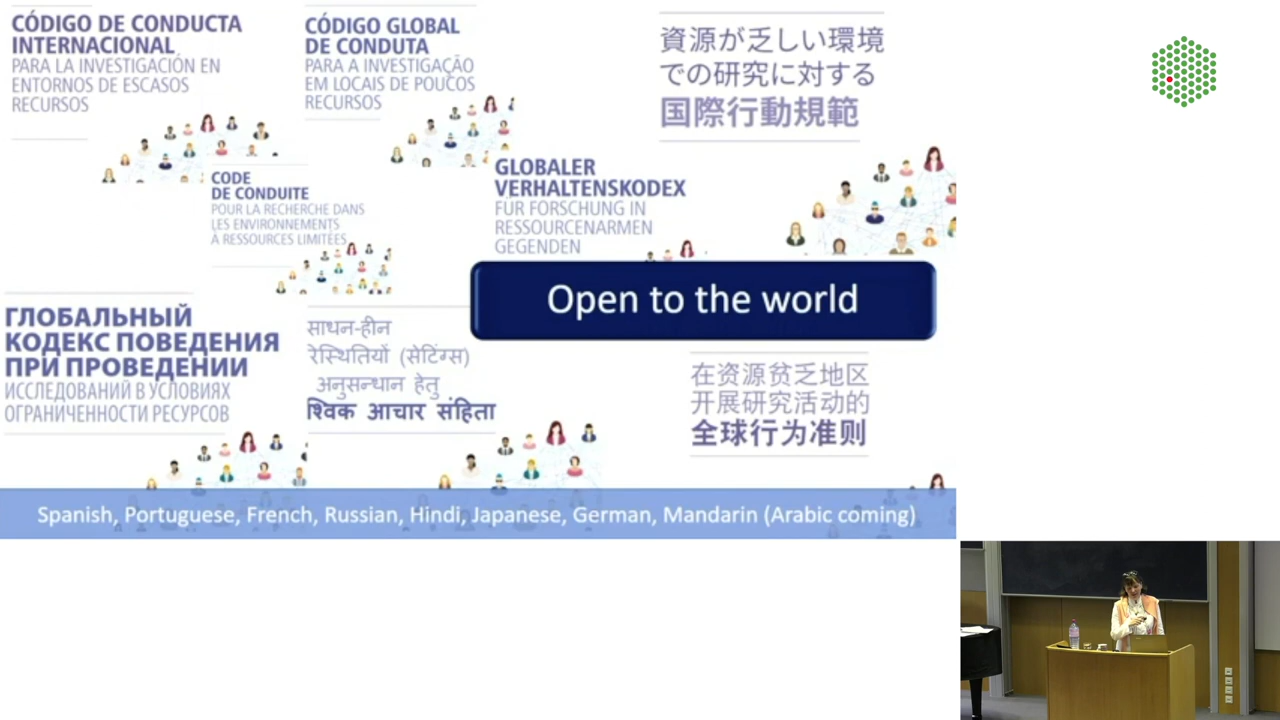 CÓDIGO DE CONDUCTA
INTERNACIONAL
PARA LA INVESTIGACIÓN EN
ENTORNOS DE ESCASOS
RECURSOS
CÓDIGO GLOBAL
DE CONDUTA
PARA A INVESTIGAÇÃO
EM LOCAIS DE POUCOS
RECURSOS
資源が乏しい環境
での研究に対する
国際行動規範
CODE
DE CONDUITE
POUR LA RECHERCHE DANS
LES ENVIRONNEMENTS
À RESSOURCES LIMITÉES
GLOBALER
VERHALTENSKODEX
FÜR FORSCHUNG IN
RESSOURCENARMEN
GEGENDEN
Open to the world
ГЛОБАЛЬНЫЙ
КОДЕКС ПОВЕДЕНИЯ
ПРИ ПРОВЕДЕНИИ
ИССЛЕДОВАНИЙ В УСЛОВИЯХ
ОГРАНИЧЕННОСТИ РЕСУРСОВ
साधन-हीन
रेस्थितियों (सेटिंग्स)
अनुसन्धान हेतु
श्विक आचार संहिता
在资源贫乏地区
开展研究活动的
全球行为准则
Spanish, Portuguese, French, Russian, Hindi, Japanese, German, Mandarin (Arabic coming)